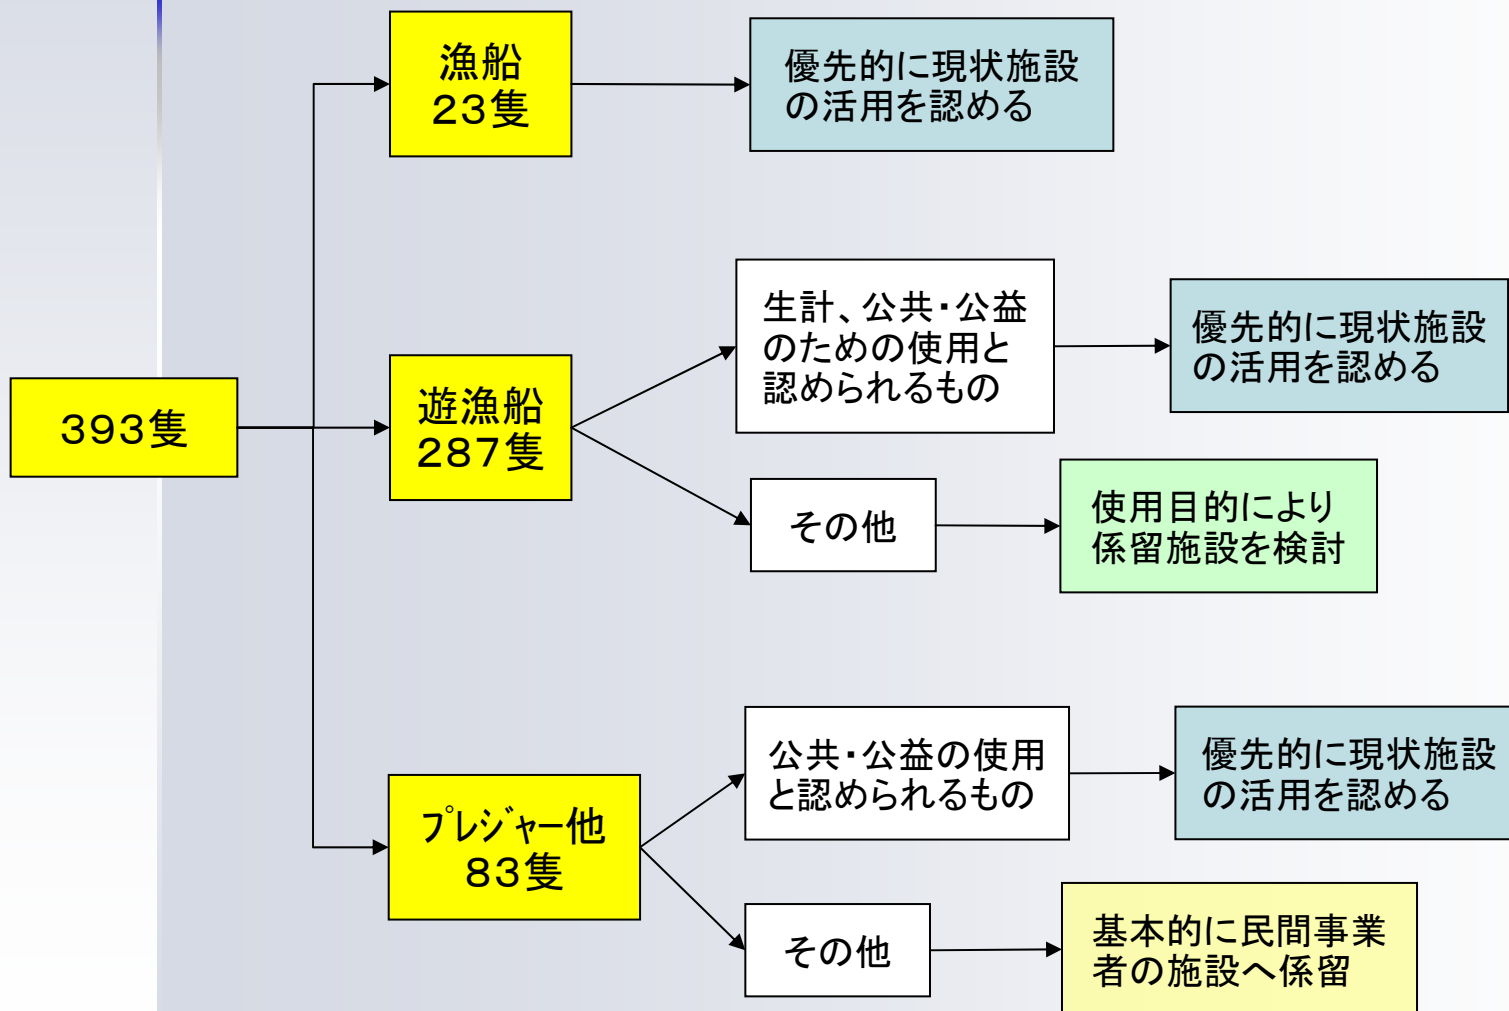 漁船
23隻
優先的に現状施設
の活用を認める
生計、公共・公益
のための使用と
認められるもの
優先的に現状施設
の活用を認める
393隻
遊漁船
287隻
その他
使用目的により
係留施設を検討
公共・公益の使用
と認められるもの
優先的に現状施設
の活用を認める
プレジャー他
83隻
その他
基本的に民間事業
者の施設へ係留